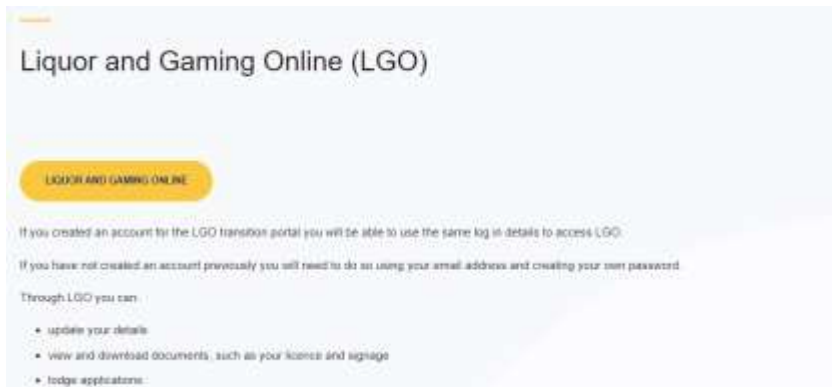 Liquor and Gaming Online (LGO)
LIQUOR AND GAMING ONLINE
If you created an account for the LGO transition portal you will be able to use the same log in details to access LGO.
If you have not created an account previously you will need to do so using your email address and creating your own password.
Through LGO you can:
• update your details
• view and download documents, such as your licence and signage
• lodge applications